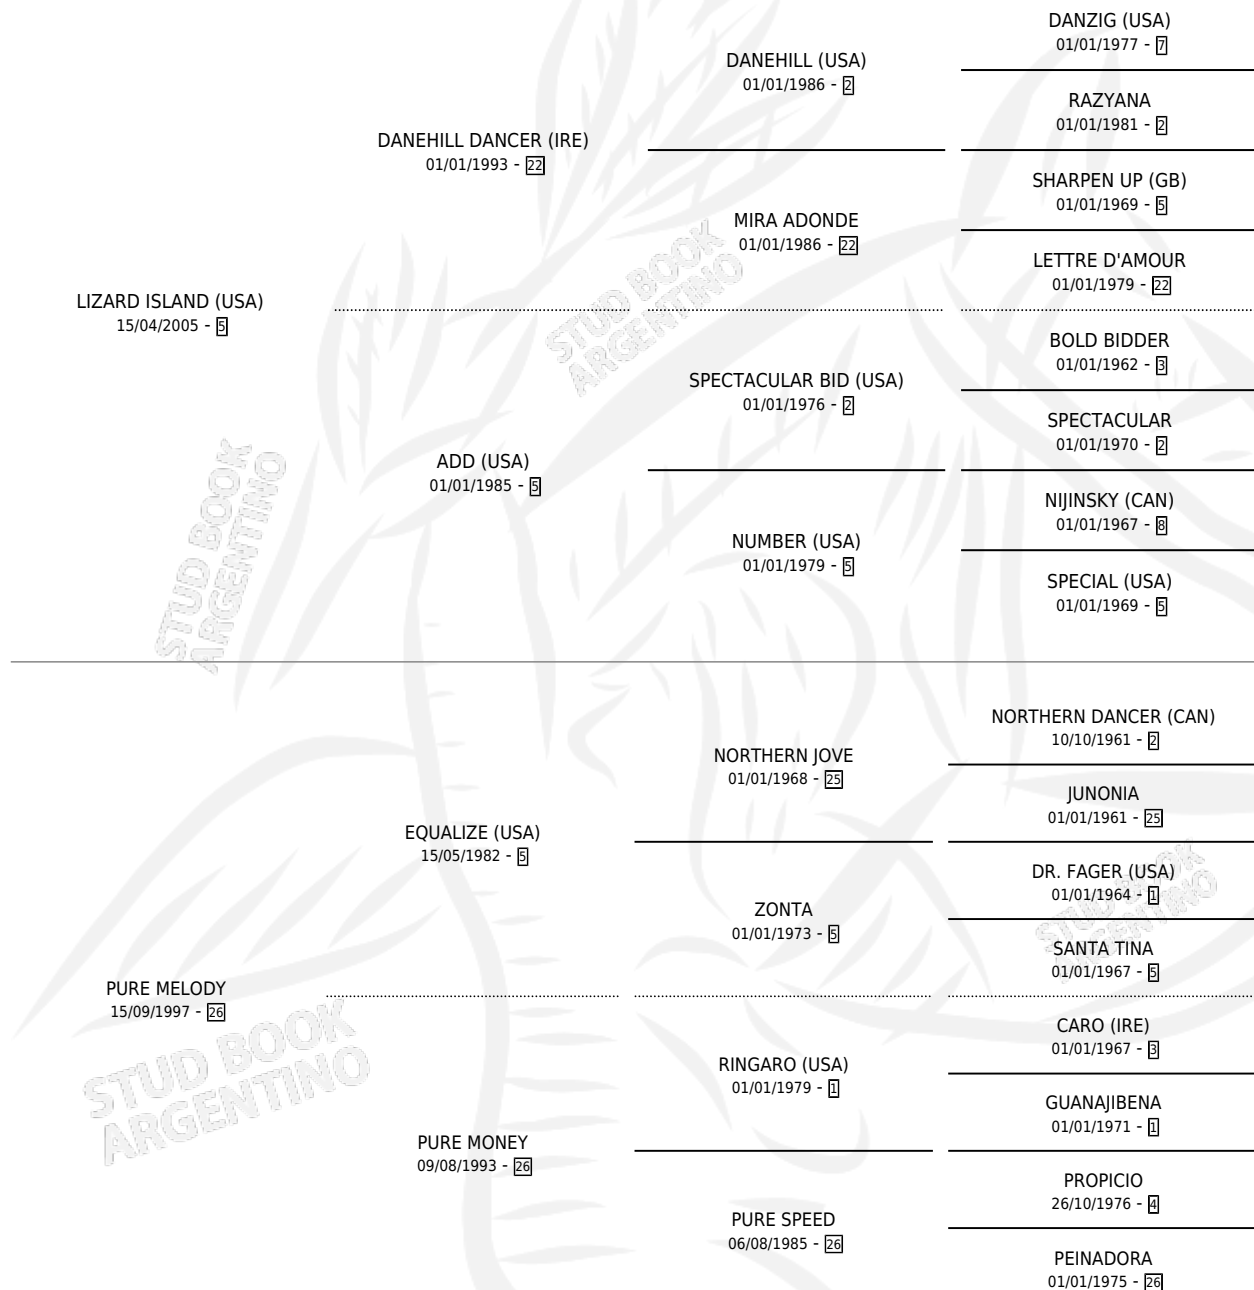 DANZIG (USA)
01/01/1977 - 7
DANEHILL (USA)
01/01/1986 - 2
RAZYANA
01/01/1981 - 2
DANEHILL DANCER (IRE)
01/01/1993 - 22
SHARPEN UP (GB)
01/01/1969 - 5
MIRA ADONDE
01/01/1986 - 22
LETTRE D'AMOUR
01/01/1979 - 22
LIZARD ISLAND (USA)
15/04/2005 - 5
STUD BOOK
ARGENTINO
BOLD BIDDER
01/01/1962 - 3
SPECTACULAR BID (USA)
01/01/1976 - 2
SPECTACULAR
01/01/1970 - 2
ADD (USA)
01/01/1985 - 5
NIJINSKY (CAN)
01/01/1967 - 8
NUMBER (USA)
01/01/1979 - 5
SPECIAL (USA)
01/01/1969 - 5
STUD BOOK
ARGENTINO
NORTHERN DANCER (CAN)
10/10/1961 - 2
NORTHERN JOVE
01/01/1968 - 25
JUNONIA
01/01/1961 - 25
EQUALIZE (USA)
15/05/1982 - 5
DR. FAGER (USA)
01/01/1964 - 1
ZONTA
01/01/1973 - 5
STUD BOOK
ARGENTINO
SANTA TINA
01/01/1967 - 5
PURE MELODY
15/09/1997 - 26
STUD BOOK
ARGENTINO
CARO (IRE)
01/01/1967 - 3
RINGARO (USA)
01/01/1979 - 1
GUANAJIBENA
01/01/1971 - 1
PURE MONEY
09/08/1993 - 26
PROPICIO
26/10/1976 - 4
PURE SPEED
06/08/1985 - 26
PEINADORA
01/01/1975 - 26